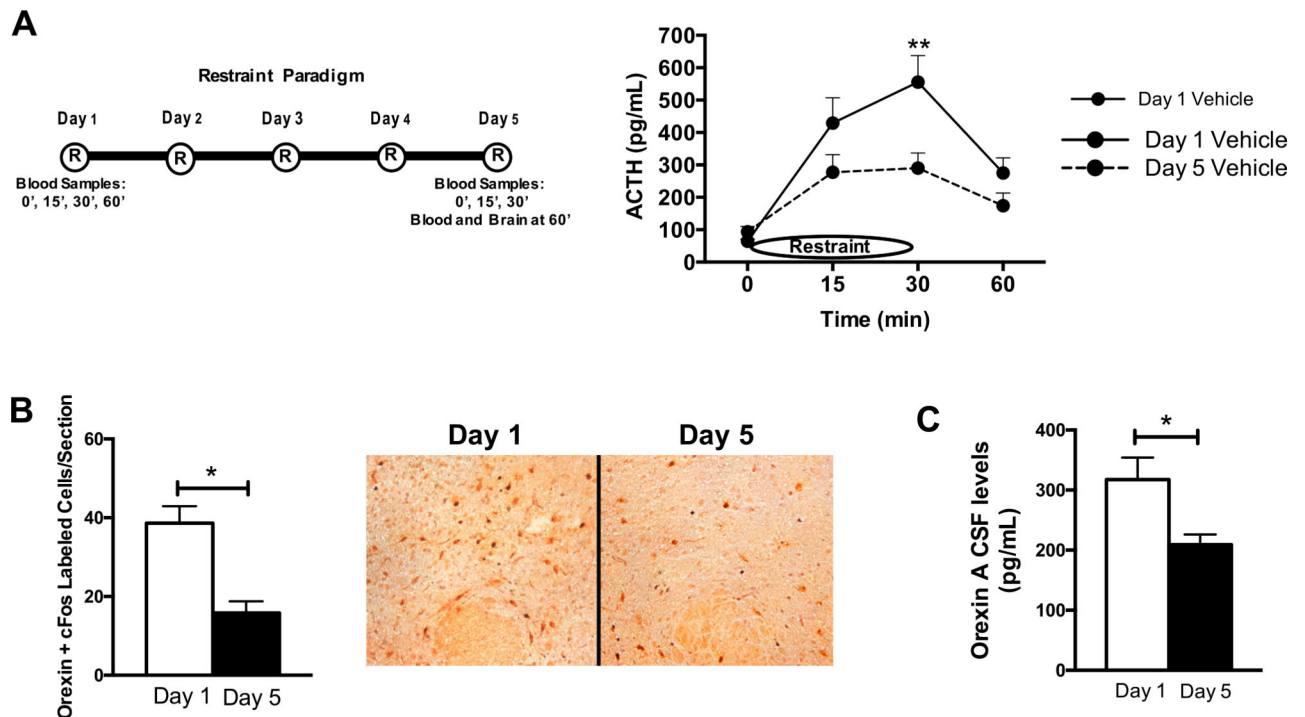 A
Restraint Paradigm
Day 1 Day 2 Day 3 Day 4 Day 5
R R R R R
Blood Samples:
0', 15', 30', 60'
Blood Samples:
0', 15', 30'
Blood and Brain at 60'
ACTH (pg/mL)
700
600
500
400
300
200
100
0
**
Restraint
0 15 30 60
Time (min)
Day 1 Vehicle
Day 1 Vehicle
Day 5 Vehicle
B
Orexin + cFos Labeled Cells/Section
60
40
20
0
*
Day 1 Day 5
Day 1 Day 5
C
Orexin A CSF levels
(pg/mL)
400
300
200
100
0
*
Day 1 Day 5